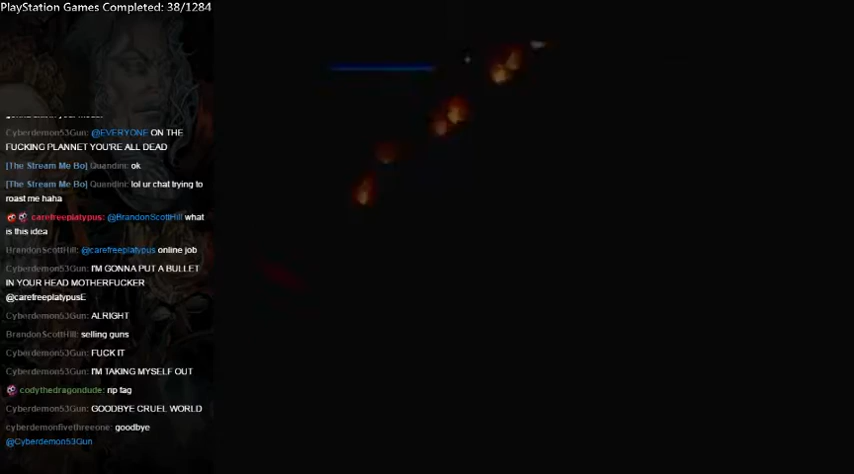 PlayStation Games Completed: 38/1284
Cyberdemon53Gun: @EVERYONE ON THE
FUCKING PLANNET YOU'RE ALL DEAD
[The Stream Me Bo] Quandini: ok
[The Stream Me Bo] Quandini: lol ur chat trying to
roast me haha
carefreeplatypus: @BrandonScottHill what
is this idea
BrandonScottHill: @carefreeplatypus online job
Cyberdemon53Gun: I'M GONNA PUT A BULLET
IN YOUR HEAD MOTHERFUCKER
@carefreeplatypusE
Cyberdemon53Gun: ALRIGHT
BrandonScottHill: selling guns
Cyberdemon53Gun: FUCK IT
Cyberdemon53Gun: I'M TAKING MYSELF OUT
codythedragondude: np tag
Cyberdemon53Gun: GOODBYE CRUEL WORLD
cyberdemonfivethreeone: goodbye
@Cyberdemon53Gun